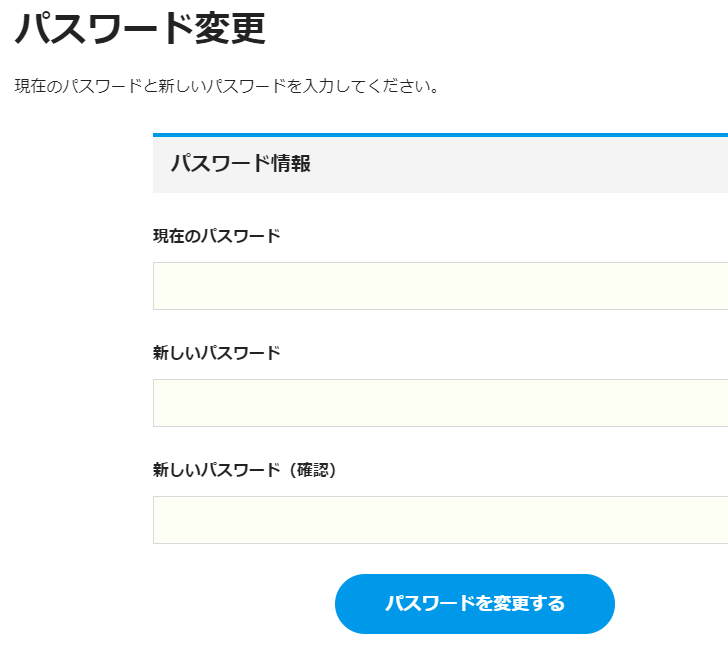 パスワード変更
現在のパスワードと新しいパスワードを入力してください。
パスワード情報
現在のパスワード
新しいパスワード
新しいパスワード（確認）
パスワードを変更する